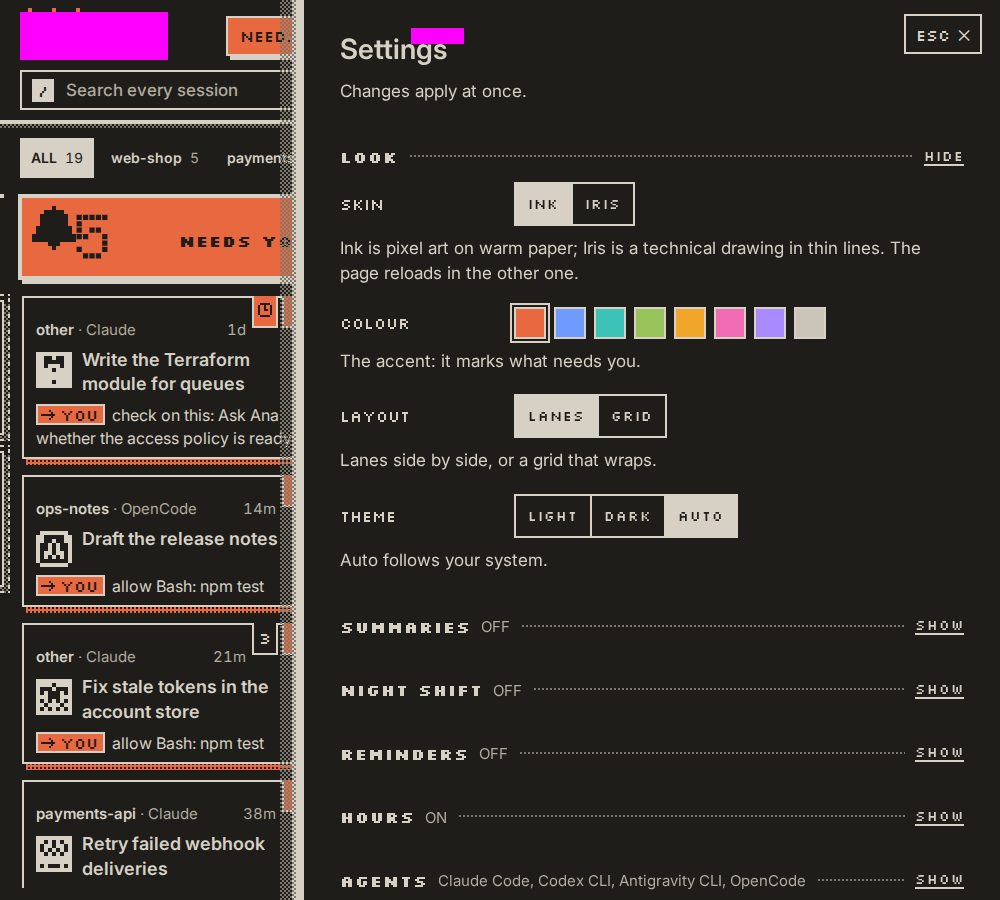 NEED
/ Search every session
ALL 19 web-shop 5 payments
5 NEEDS YO
other · Claude 1d
Write the Terraform
module for queues
→ YOU check on this: Ask Ana
whether the access policy is ready
ops-notes · OpenCode 14m
Draft the release notes
→ YOU allow Bash: npm test
other · Claude 21m 3
Fix stale tokens in the
account store
→ YOU allow Bash: npm test
payments-api · Claude 38m
Retry failed webhook
deliveries
Settings
ESC ×
Changes apply at once.
LOOK HIDE
SKIN INK IRIS
Ink is pixel art on warm paper; Iris is a technical drawing in thin lines. The
page reloads in the other one.
COLOUR
The accent: it marks what needs you.
LAYOUT LANES GRID
Lanes side by side, or a grid that wraps.
THEME LIGHT DARK AUTO
Auto follows your system.
SUMMARIES OFF SHOW
NIGHT SHIFT OFF SHOW
REMINDERS OFF SHOW
HOURS ON SHOW
AGENTS Claude Code, Codex CLI, Antigravity CLI, OpenCode SHOW